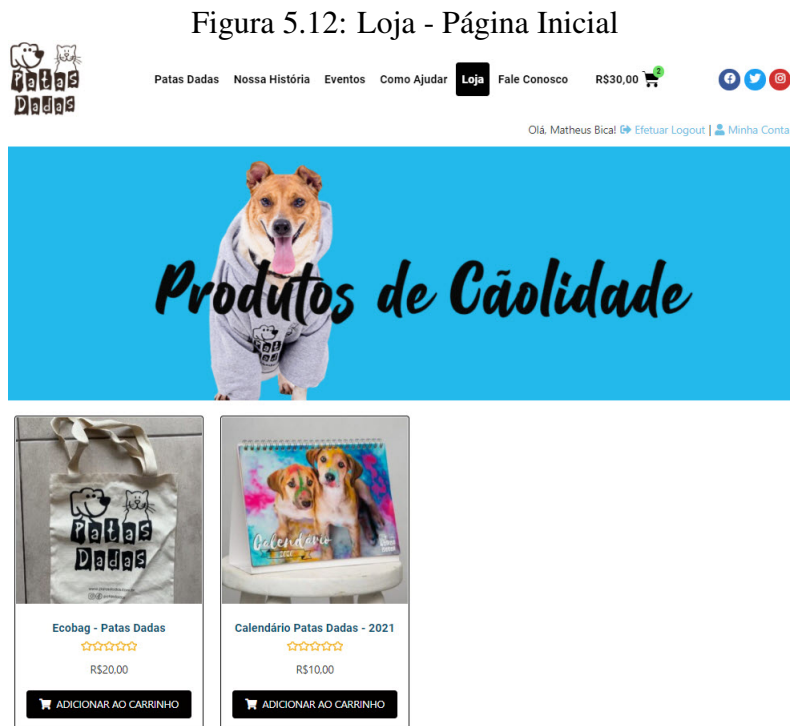 Figura 5.12: Loja - Página Inicial
Patas Dadas
Patas Dadas Nossa História Eventos Como Ajudar Loja Fale Conosco R$30,00 2
Olá, Matheus Bica! Efetuar Logout | Minha Conta
Produtos de Cãolidade
Patas
Dadas
Patas
Dadas
Calendário
Ecobag - Patas Dadas
Calendário Patas Dadas - 2021
R$20,00
R$10,00
ADICIONAR AO CARRINHO
ADICIONAR AO CARRINHO